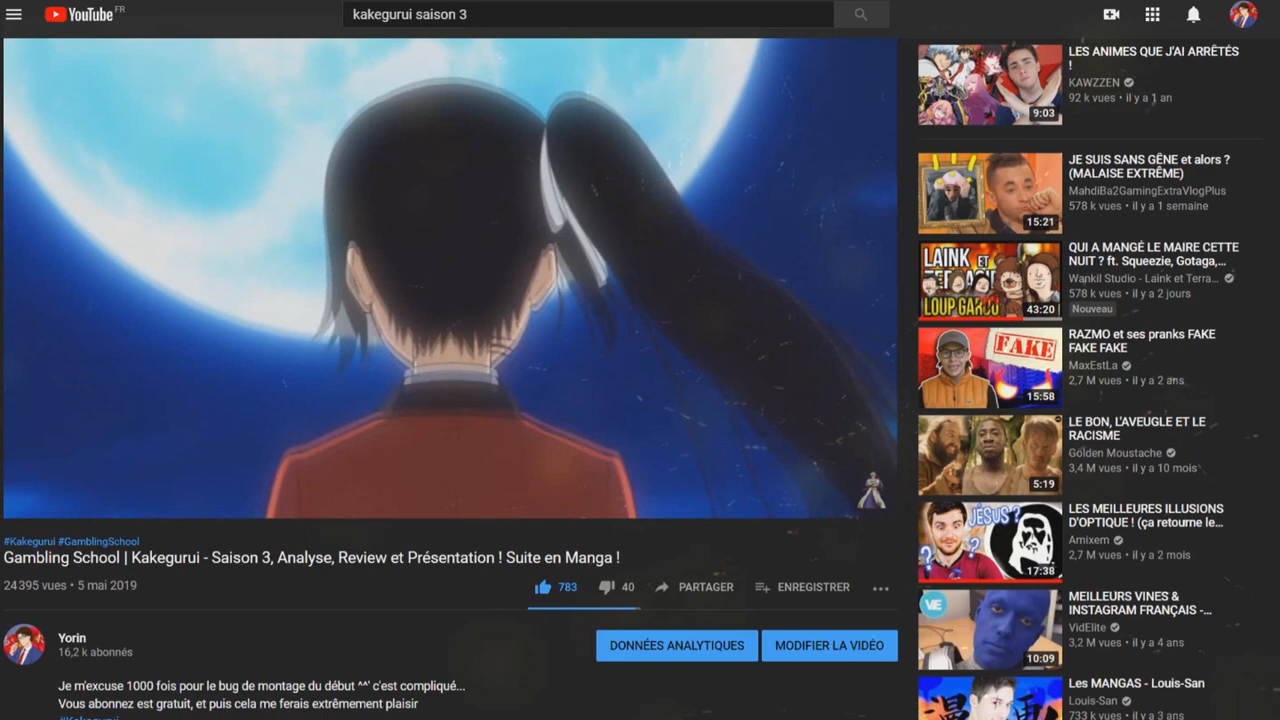 YouTube FR
kakegurui saison 3
#Kakegurui #GamblingSchool
Gambling School | Kakegurui - Saison 3, Analyse, Review et Présentation ! Suite en Manga !
24 395 vues • 5 mai 2019
783
40
PARTAGER
ENREGISTRER
Yorin
16,2 k abonnés
DONNÉES ANALYTIQUES
MODIFIER LA VIDÉO
Je m'excuse 1000 fois pour le bug de montage du début ^^' c'est compliqué...
Vous abonnez est gratuit, et puis cela me ferais extrêmement plaisir
#Kakegurui
9:03
LES ANIMES QUE J'AI ARRÊTÉS
!
KAWZZEN
92 k vues • il y a 1 an
15:21
JE SUIS SANS GÊNE et alors ?
(MALAISE EXTRÊME)
MahdiBa2GamingExtraVlogPlus
578 k vues • il y a 1 semaine
LAINK ET
LOUP GAROU
43:20
QUI A MANGÉ LE MAIRE CETTE
NUIT ? ft. Squeezie, Gotaga,...
Wankil Studio - Laink et Terra...
578 k vues • il y a 2 jours
Nouveau
FAKE
15:58
RAZMO et ses pranks FAKE
FAKE FAKE
MaxEstLa
2,7 M vues • il y a 2 ans
5:19
LE BON, L'AVEUGLE ET LE
RACISME
Golden Moustache
3,4 M vues • il y a 10 mois
JÉSUS ?
17:38
LES MEILLEURES ILLUSIONS
D'OPTIQUE ! (ça retourne le...
Amixem
2,7 M vues • il y a 2 mois
VE
10:09
MEILLEURS VINES &
INSTAGRAM FRANÇAIS -...
VidElite
3,2 M vues • il y a 4 ans
Les MANGAS - Louis-San
Louis-San
733 k vues • il y a 3 ans